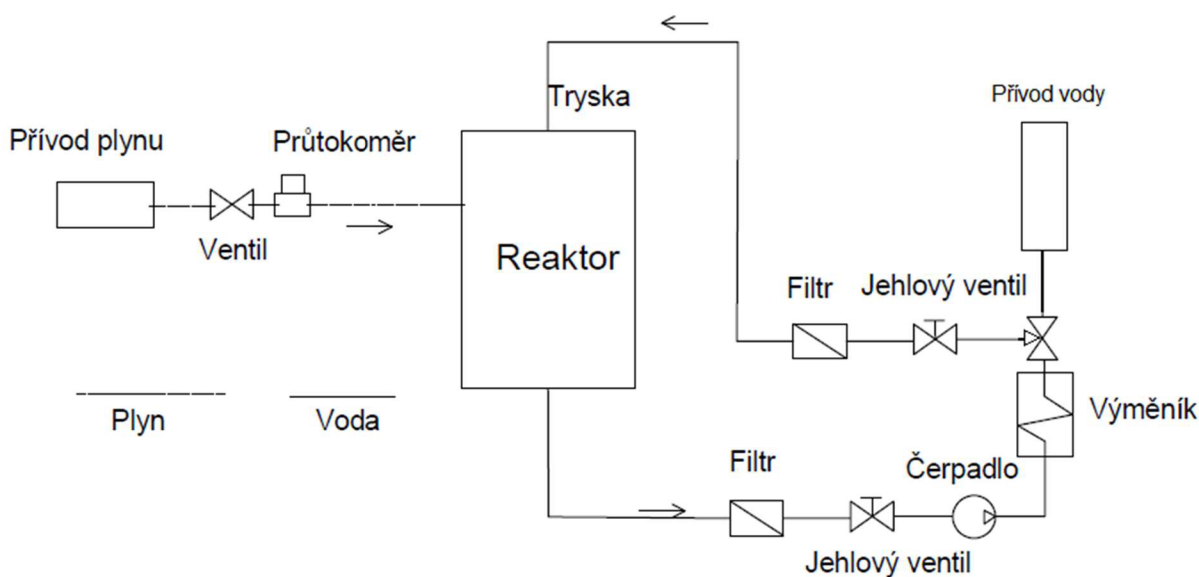 Tryska
Přívod vody
Přívod plynu
Průtokoměr
Ventil
Reaktor
Filtr
Jehlový ventil
Plyn
Voda
Výměník
Filtr
Čerpadlo
Jehlový ventil